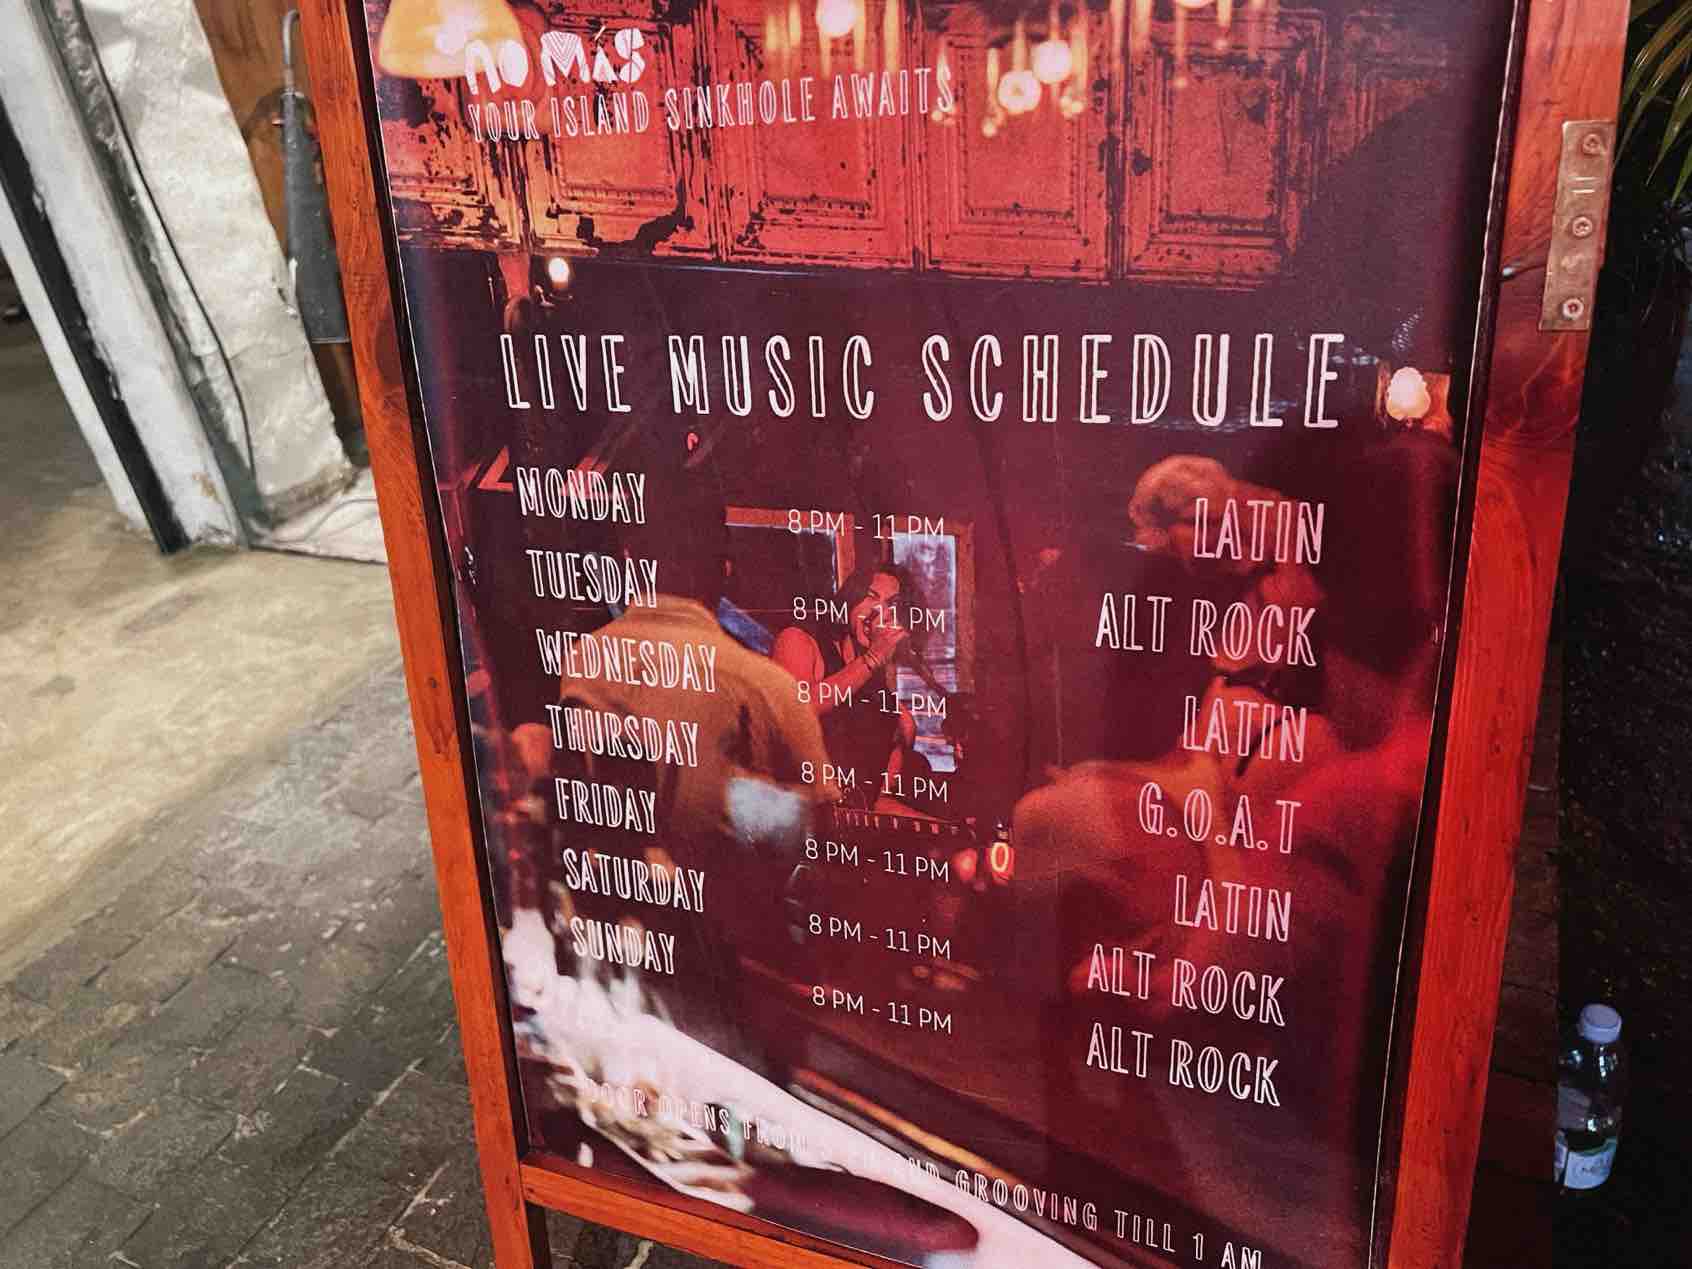 NO MÁS
YOUR ISLAND SINKHOLE AWAITS
LIVE MUSIC SCHEDULE
MONDAY 8 PM - 11 PM LATIN
TUESDAY 8 PM - 11 PM ALT ROCK
WEDNESDAY 8 PM - 11 PM LATIN
THURSDAY 8 PM - 11 PM G.O.A.T
FRIDAY 8 PM - 11 PM LATIN
SATURDAY 8 PM - 11 PM ALT ROCK
SUNDAY 8 PM - 11 PM ALT ROCK
DOOR OPENS FROM AND GROOVING TILL 1 AM